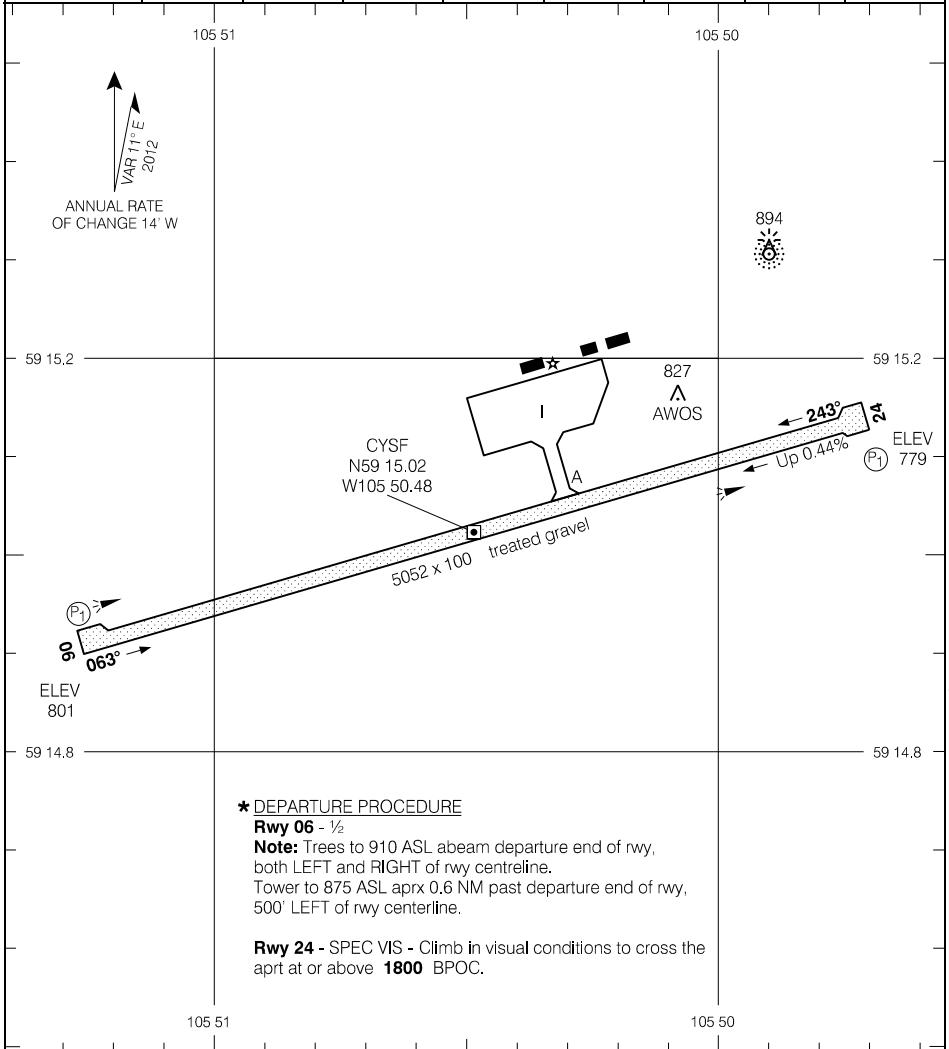 105 51
105 50
VAR 11° E
2012
ANNUAL RATE
OF CHANGE 14' W
894
59 15.2
59 15.2
827
AWOS
I
243°
24
ELEV
779
P1
Up 0.44%
CYSF
N59 15.02
W105 50.48
A
5052 x 100 treated gravel
P1
06
063°
ELEV
801
59 14.8
59 14.8
* DEPARTURE PROCEDURE
Rwy 06 - ½
Note: Trees to 910 ASL abeam departure end of rwy,
both LEFT and RIGHT of rwy centreline.
Tower to 875 ASL aprx 0.6 NM past departure end of rwy,
500' LEFT of rwy centerline.
Rwy 24 - SPEC VIS - Climb in visual conditions to cross the
aprt at or above 1800 BPOC.
105 51
105 50